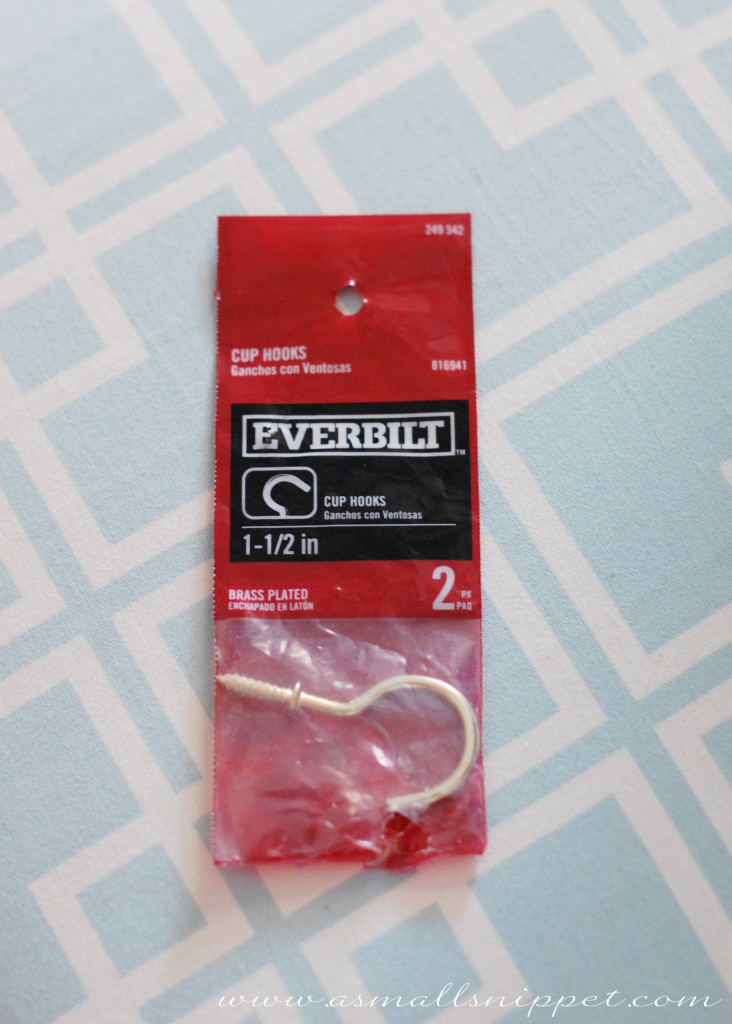 249 542
CUP HOOKS
Ganchos con Ventosas
816941
EVERBILT™
CUP HOOKS
Ganchos con Ventosas
1-1/2 in
BRASS PLATED
ENCHAPADO EN LATÓN
2 PK
PAQ
www.asmallsnippet.com